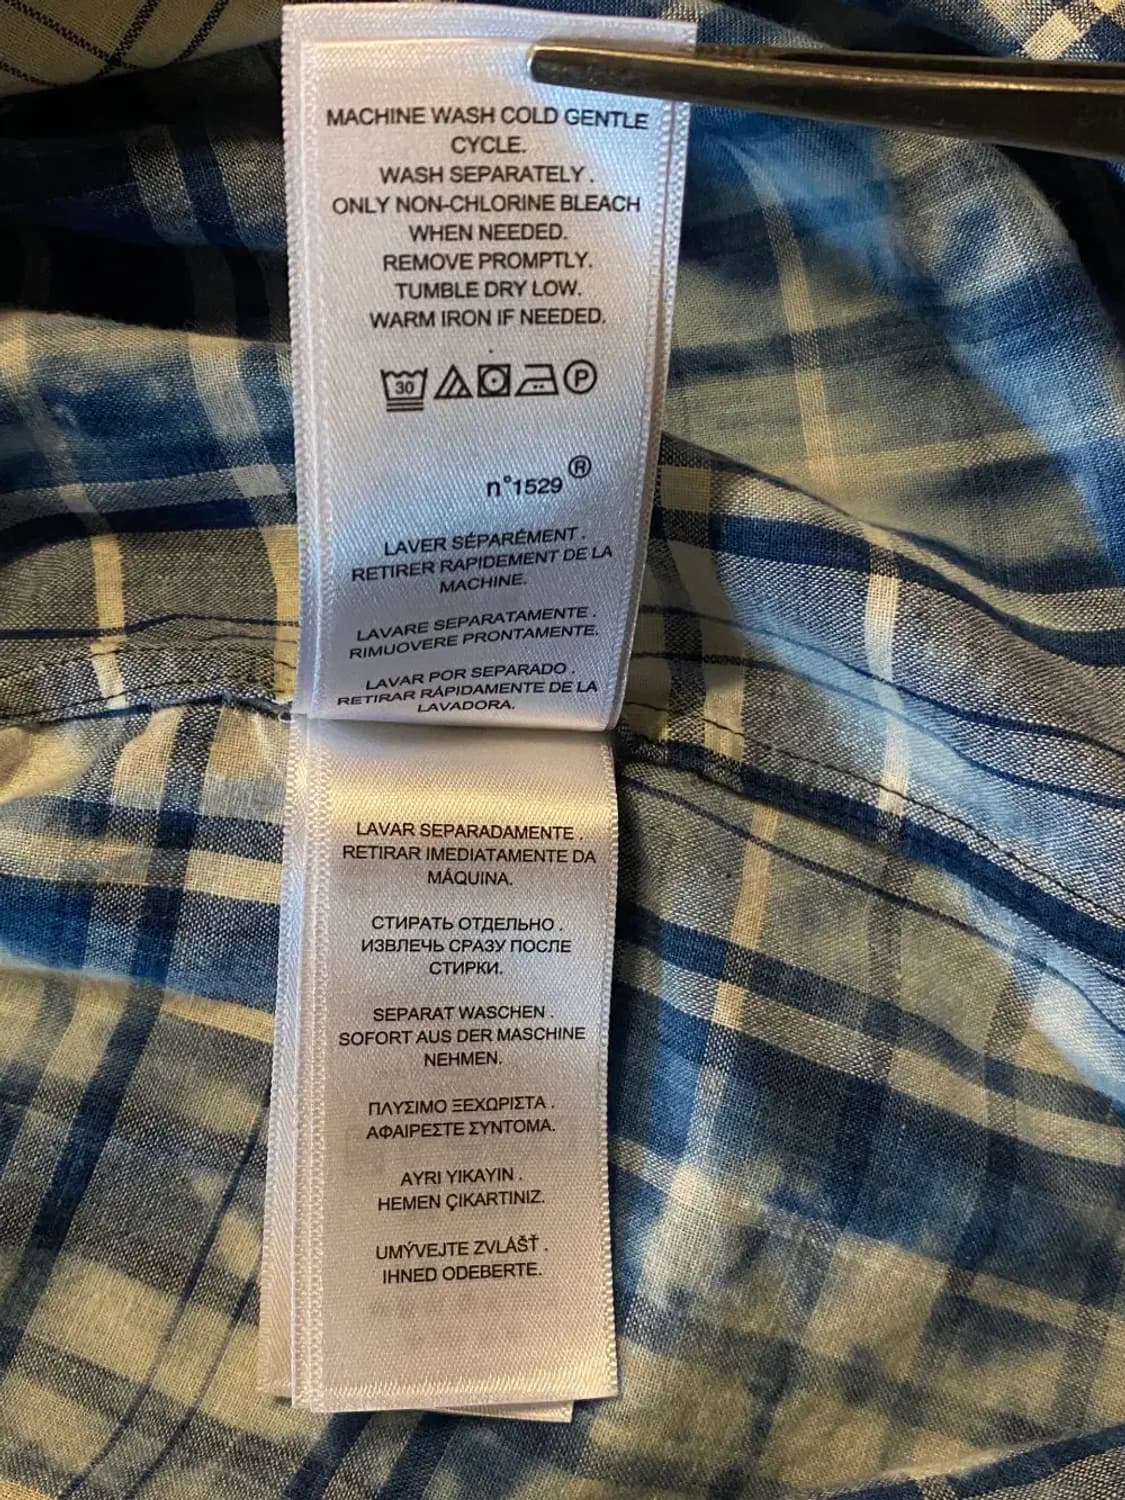 MACHINE WASH COLD GENTLE
CYCLE.
WASH SEPARATELY .
ONLY NON-CHLORINE BLEACH
WHEN NEEDED.
REMOVE PROMPTLY.
TUMBLE DRY LOW.
WARM IRON IF NEEDED.
30 P
n°1529®
LAVER SÉPARÉMENT .
RETIRER RAPIDEMENT DE LA
MACHINE.
LAVARE SEPARATAMENTE .
RIMUOVERE PRONTAMENTE.
LAVAR POR SEPARADO .
RETIRAR RÁPIDAMENTE DE LA
LAVADORA.
LAVAR SEPARADAMENTE .
RETIRAR IMEDIATAMENTE DA
MÁQUINA.
СТИРАТЬ ОТДЕЛЬНО .
ИЗВЛЕЧЬ СРАЗУ ПОСЛЕ
СТИРКИ.
SEPARAT WASCHEN .
SOFORT AUS DER MASCHINE
NEHMEN.
ΠΛΥΣΙΜΟ ΞΕΧΩΡΙΣΤΑ .
ΑΦΑΙΡΕΣΤΕ ΣΥΝΤΟΜΑ.
AYRI YIKAYIN .
HEMEN ÇIKARTINIZ.
UMÝVEJTE ZVLÁŠŤ .
IHNED ODEBERTE.